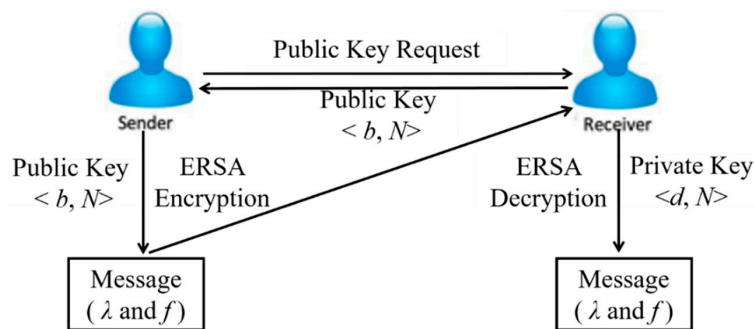 Public Key Request
Public Key
< b, N>
Sender
Receiver
Public Key
< b, N>
ERSA
Encryption
ERSA
Decryption
Private Key
<d, N>
Message
( λ and f )
Message
( λ and f )